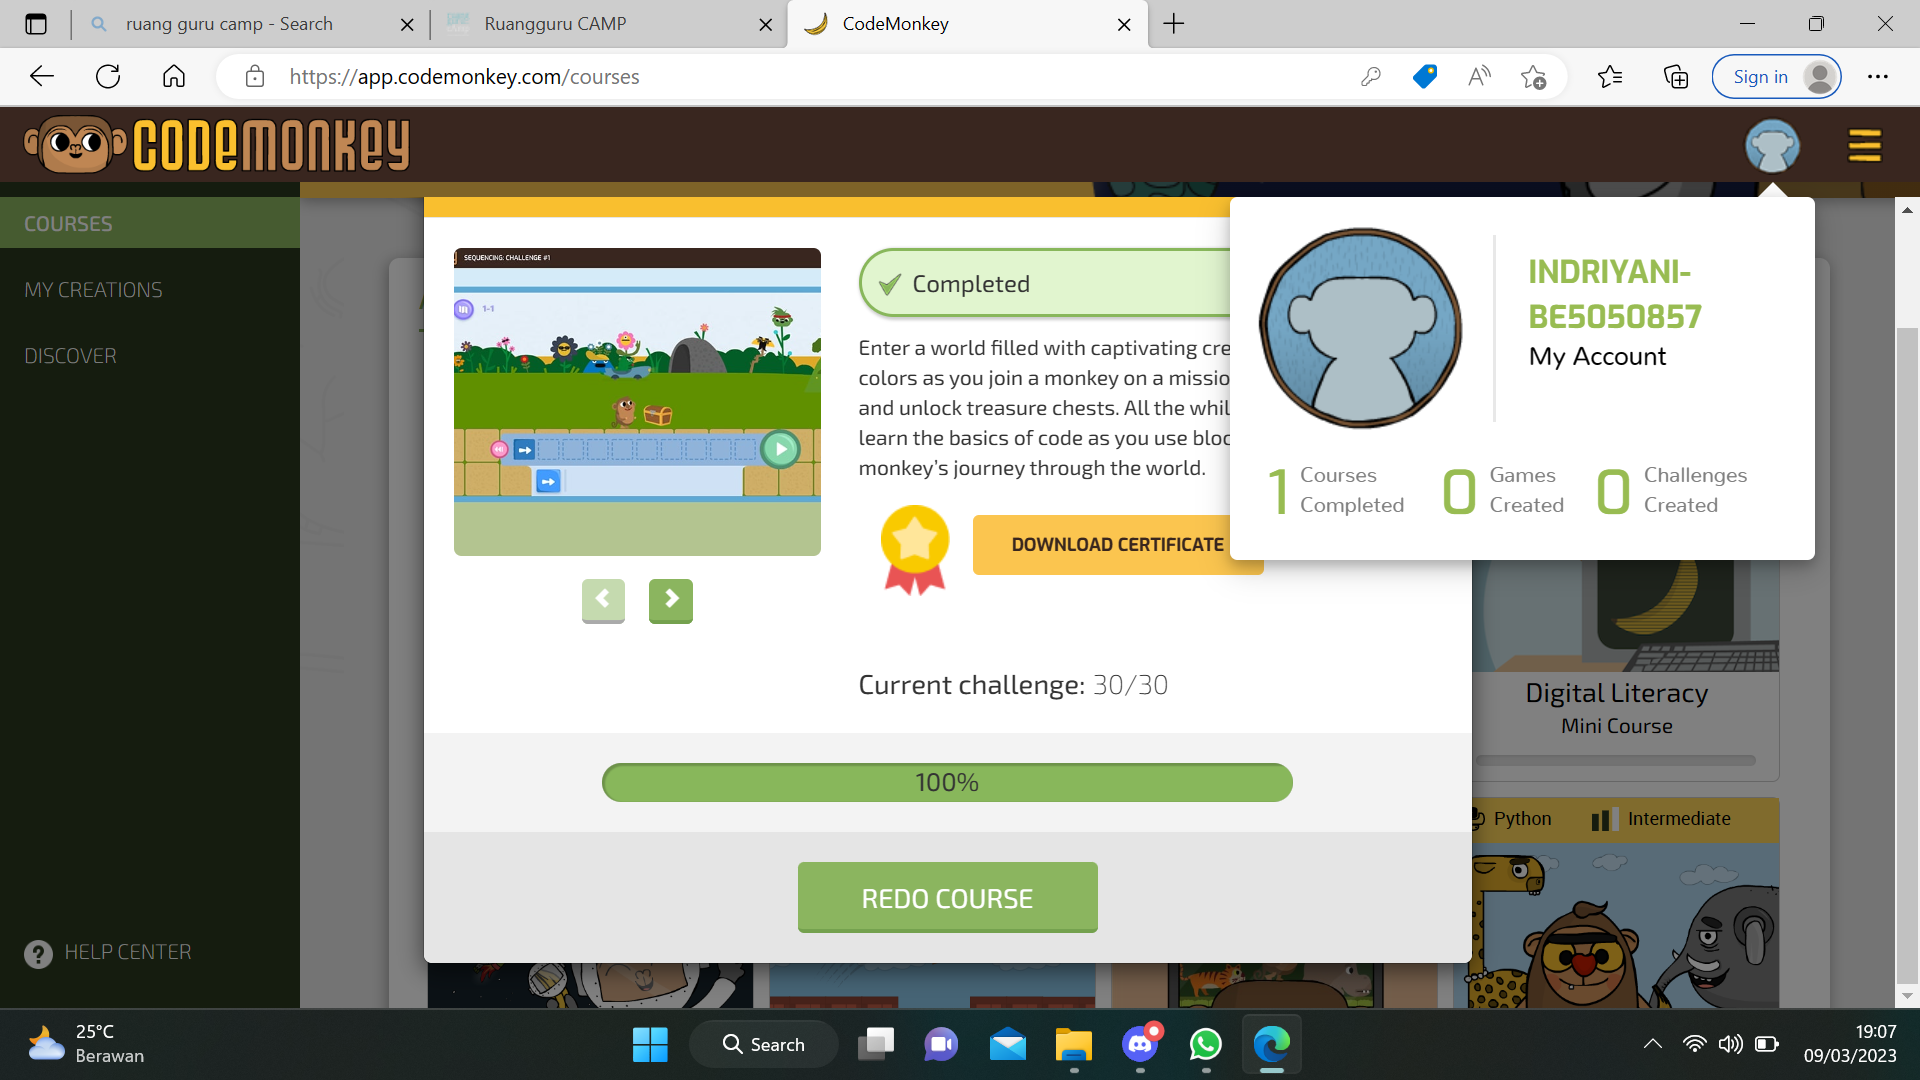 ruang guru camp - Search
Ruangguru CAMP
CodeMonkey
https://app.codemonkey.com/courses
Sign in
CODEMONKEY
COURSES
MY CREATIONS
DISCOVER
HELP CENTER
SEQUENCING: CHALLENGE #1
1-1
Completed
Enter a world filled with captivating cre
colors as you join a monkey on a missio
and unlock treasure chests. All the whil
learn the basics of code as you use bloc
monkey's journey through the world.
DOWNLOAD CERTIFICATE
Current challenge: 30/30
100%
REDO COURSE
INDRIYANI-
BE5050857
My Account
1 Courses Completed
0 Games Created
0 Challenges Created
Digital Literacy
Mini Course
Python
Intermediate
25°C
Berawan
Search
19:07
09/03/2023